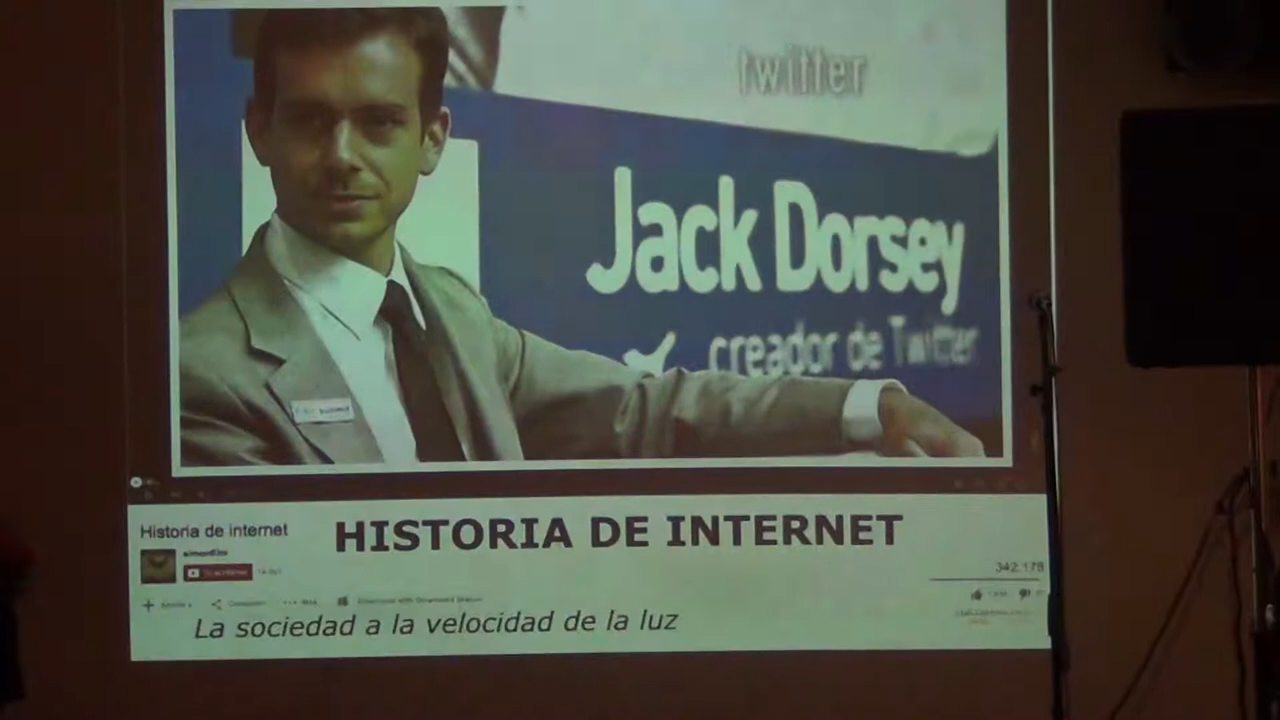 twitter
Jack Dorsey
creador de Twitter
Historia de internet
HISTORIA DE INTERNET
342.178
La sociedad a la velocidad de la luz